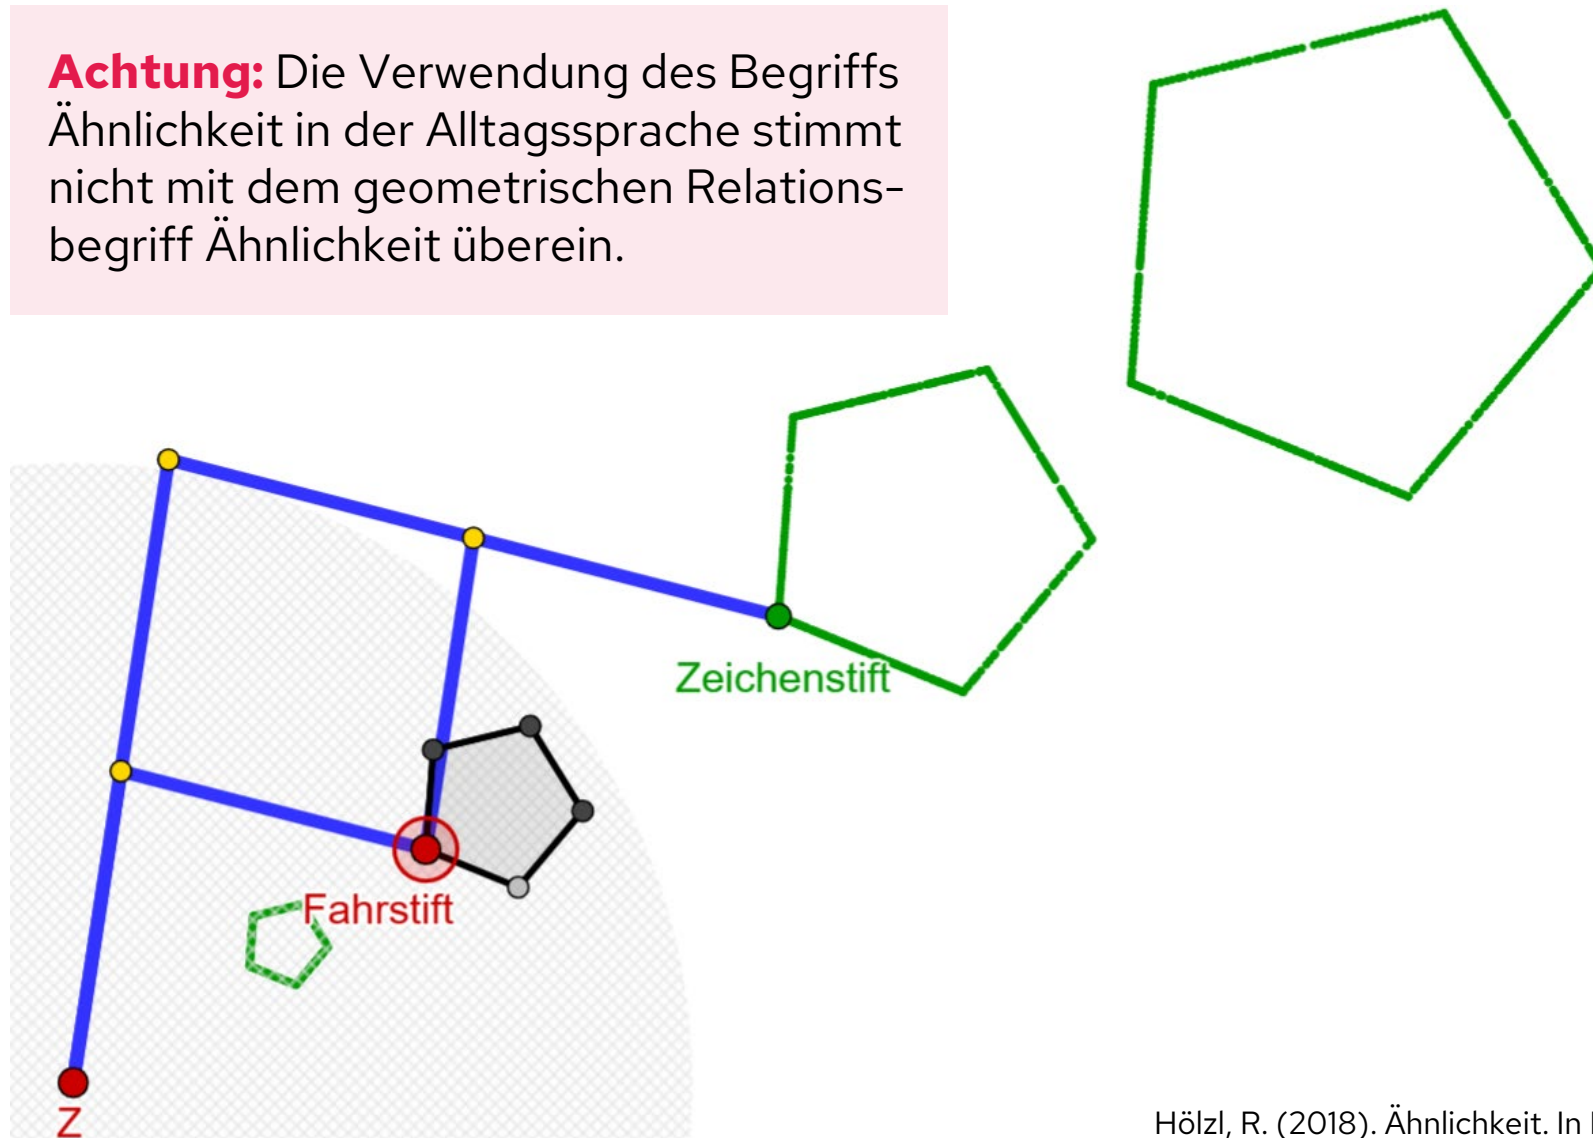 Achtung: Die Verwendung des Begriffs
Ähnlichkeit in der Alltagssprache stimmt
nicht mit dem geometrischen Relations-
begriff Ähnlichkeit überein.
Zeichenstift
Fahrstift
Z
Hölzl, R. (2018). Ähnlichkeit. In